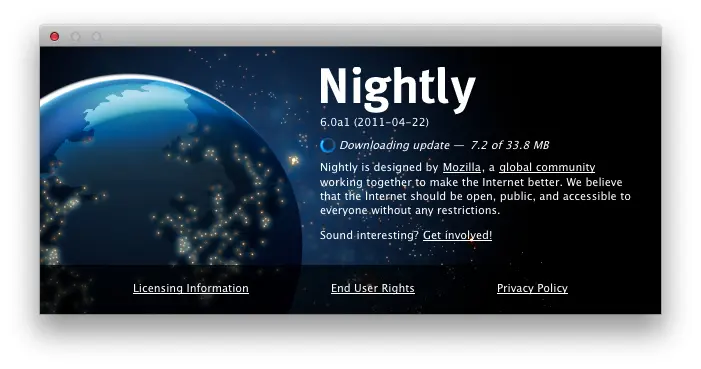 Nightly
6.0a1 (2011-04-22)
Downloading update — 7.2 of 33.8 MB
Nightly is designed by Mozilla, a global community
working together to make the Internet better. We believe
that the Internet should be open, public, and accessible to
everyone without any restrictions.
Sound interesting? Get involved!
Licensing Information End User Rights Privacy Policy